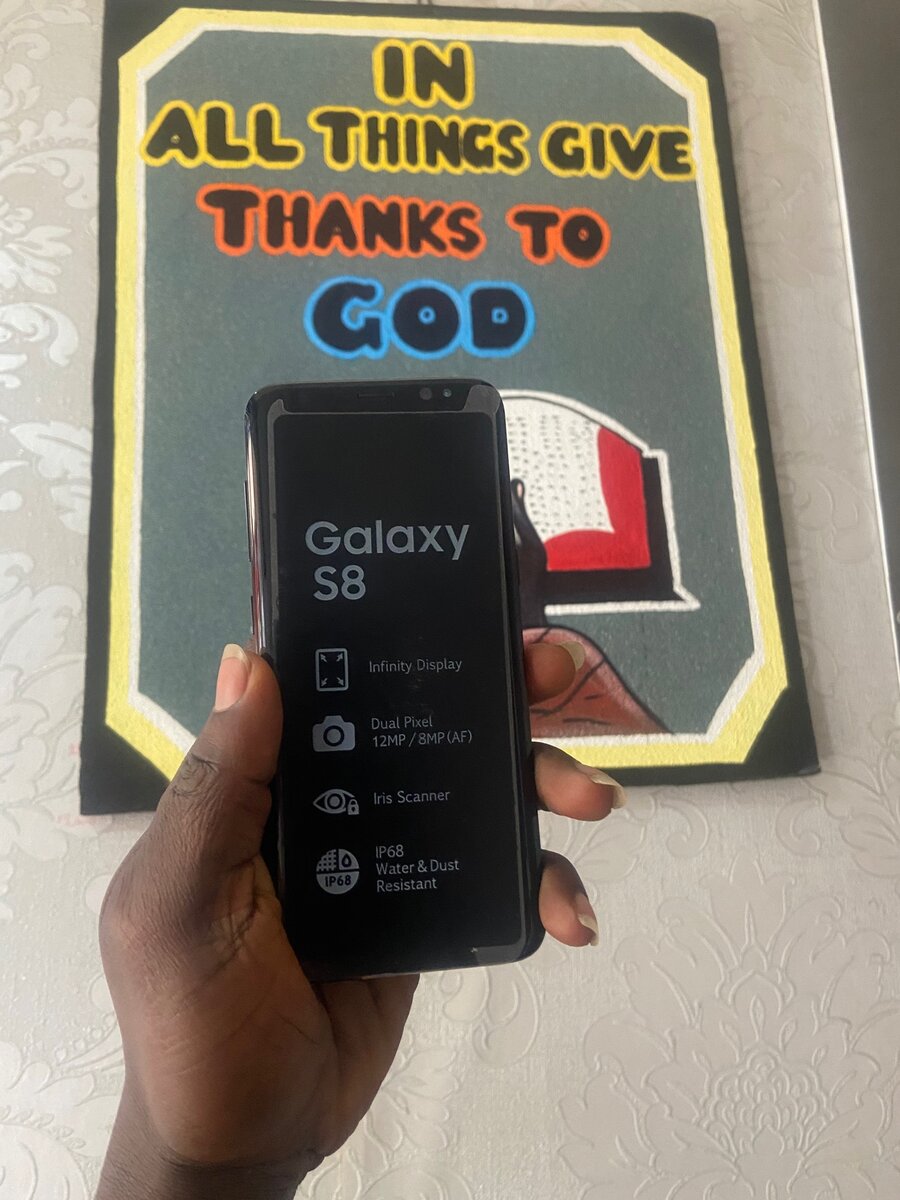 IN
ALL THINGS GIVE
THANKS TO
GOD
Galaxy
S8
Infinity Display
Dual Pixel
12MP / 8MP (AF)
Iris Scanner
IP68
IP68
Water & Dust
Resistant